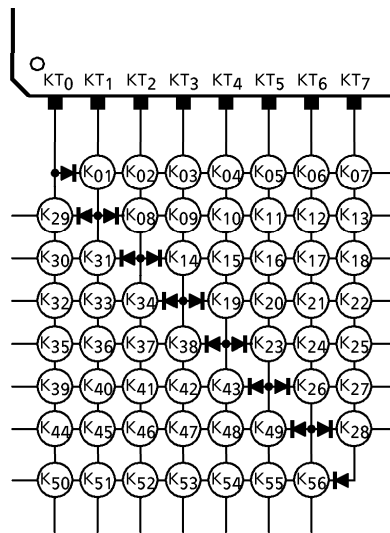 KT0 KT1 KT2 KT3 KT4 KT5 KT6 KT7
K01 K02 K03 K04 K05 K06 K07
K29 K08 K09 K10 K11 K12 K13
K30 K31 K14 K15 K16 K17 K18
K32 K33 K34 K19 K20 K21 K22
K35 K36 K37 K38 K23 K24 K25
K39 K40 K41 K42 K43 K26 K27
K44 K45 K46 K47 K48 K49 K28
K50 K51 K52 K53 K54 K55 K56